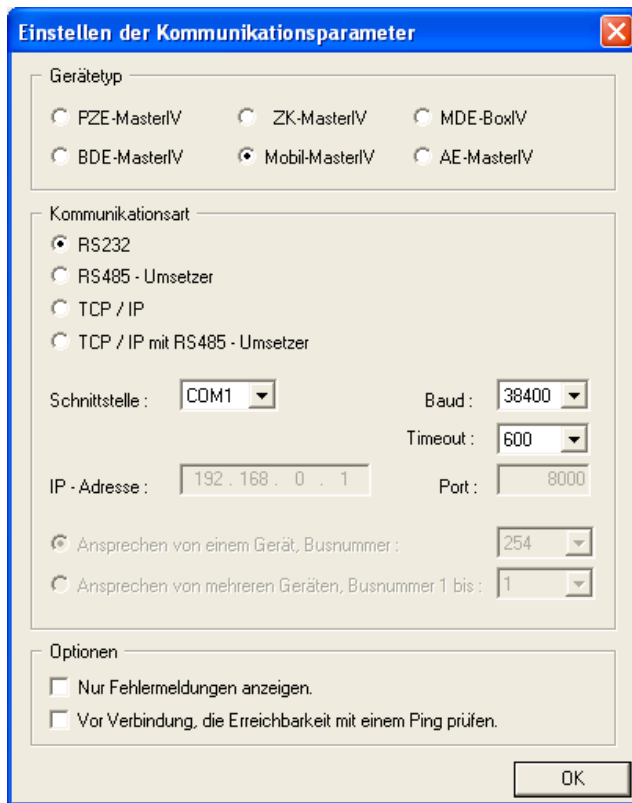 Einstellen der Kommunikationsparameter
Gerätetyp
PZE-MasterIV ZK-MasterIV MDE-BoxIV
BDE-MasterIV Mobil-MasterIV AE-MasterIV
Kommunikationsart
RS232
RS485 - Umsetzer
TCP / IP
TCP / IP mit RS485 - Umsetzer
Schnittstelle : COM1 Baud : 38400
Timeout : 600
IP - Adresse : 192 . 168 . 0 . 1 Port : 8000
Ansprechen von einem Gerät, Busnummer : 254
Ansprechen von mehreren Geräten, Busnummer 1 bis : 1
Optionen
Nur Fehlermeldungen anzeigen.
Vor Verbindung, die Erreichbarkeit mit einem Ping prüfen.
OK